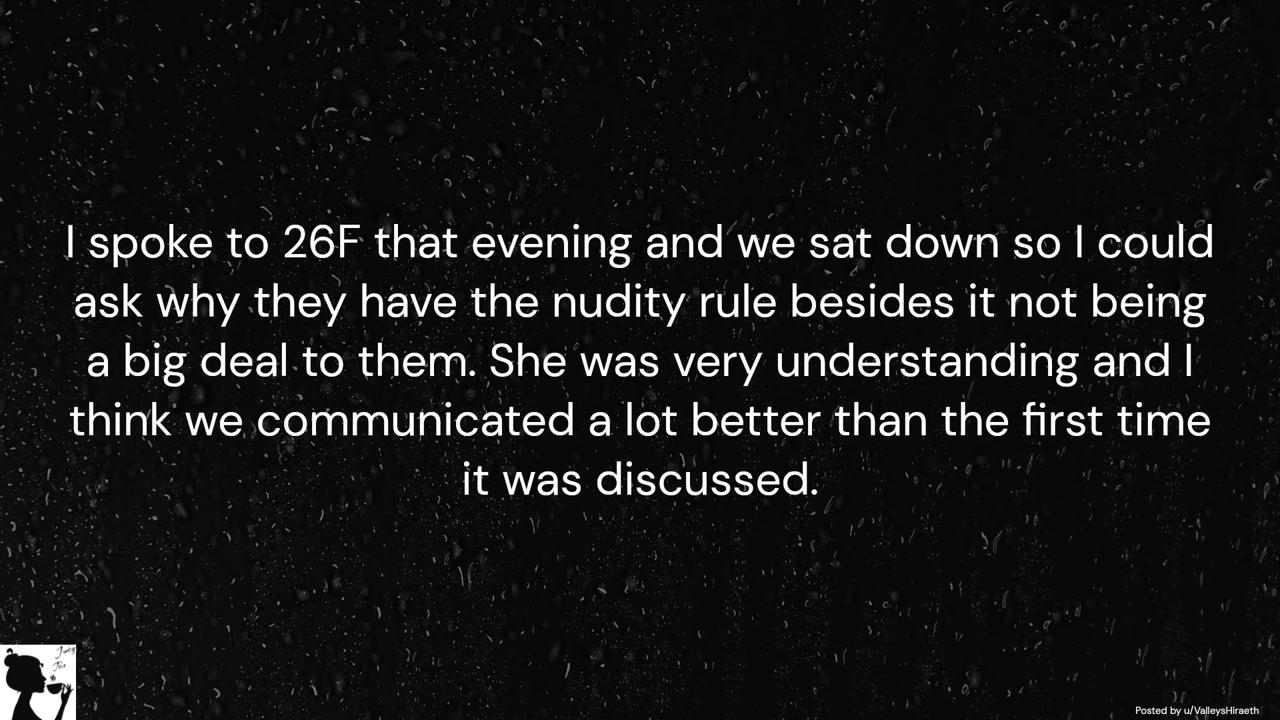 I spoke to 26F that evening and we sat down so I could
ask why they have the nudity rule besides it not being
a big deal to them. She was very understanding and I
think we communicated a lot better than the first time
it was discussed.
Juicy
Tea
Posted by u/ValleysHiraeth